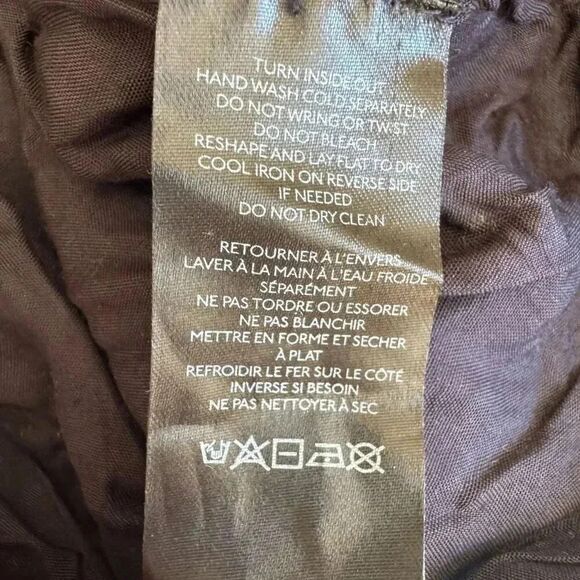 TURN INSIDE OUT
HAND WASH COLD SEPARATELY
DO NOT WRING OR TWIST
DO NOT BLEACH
RESHAPE AND LAY FLAT TO DRY
COOL IRON ON REVERSE SIDE
IF NEEDED
DO NOT DRY CLEAN
RETOURNER À L'ENVERS
LAVER À LA MAIN À L'EAU FROIDE
SÉPARÉMENT
NE PAS TORDRE OU ESSORER
NE PAS BLANCHIR
METTRE EN FORME ET SECHER
À PLAT
REFROIDIR LE FER SUR LE CÔTÉ
INVERSE SI BESOIN
NE PAS NETTOYER À SEC